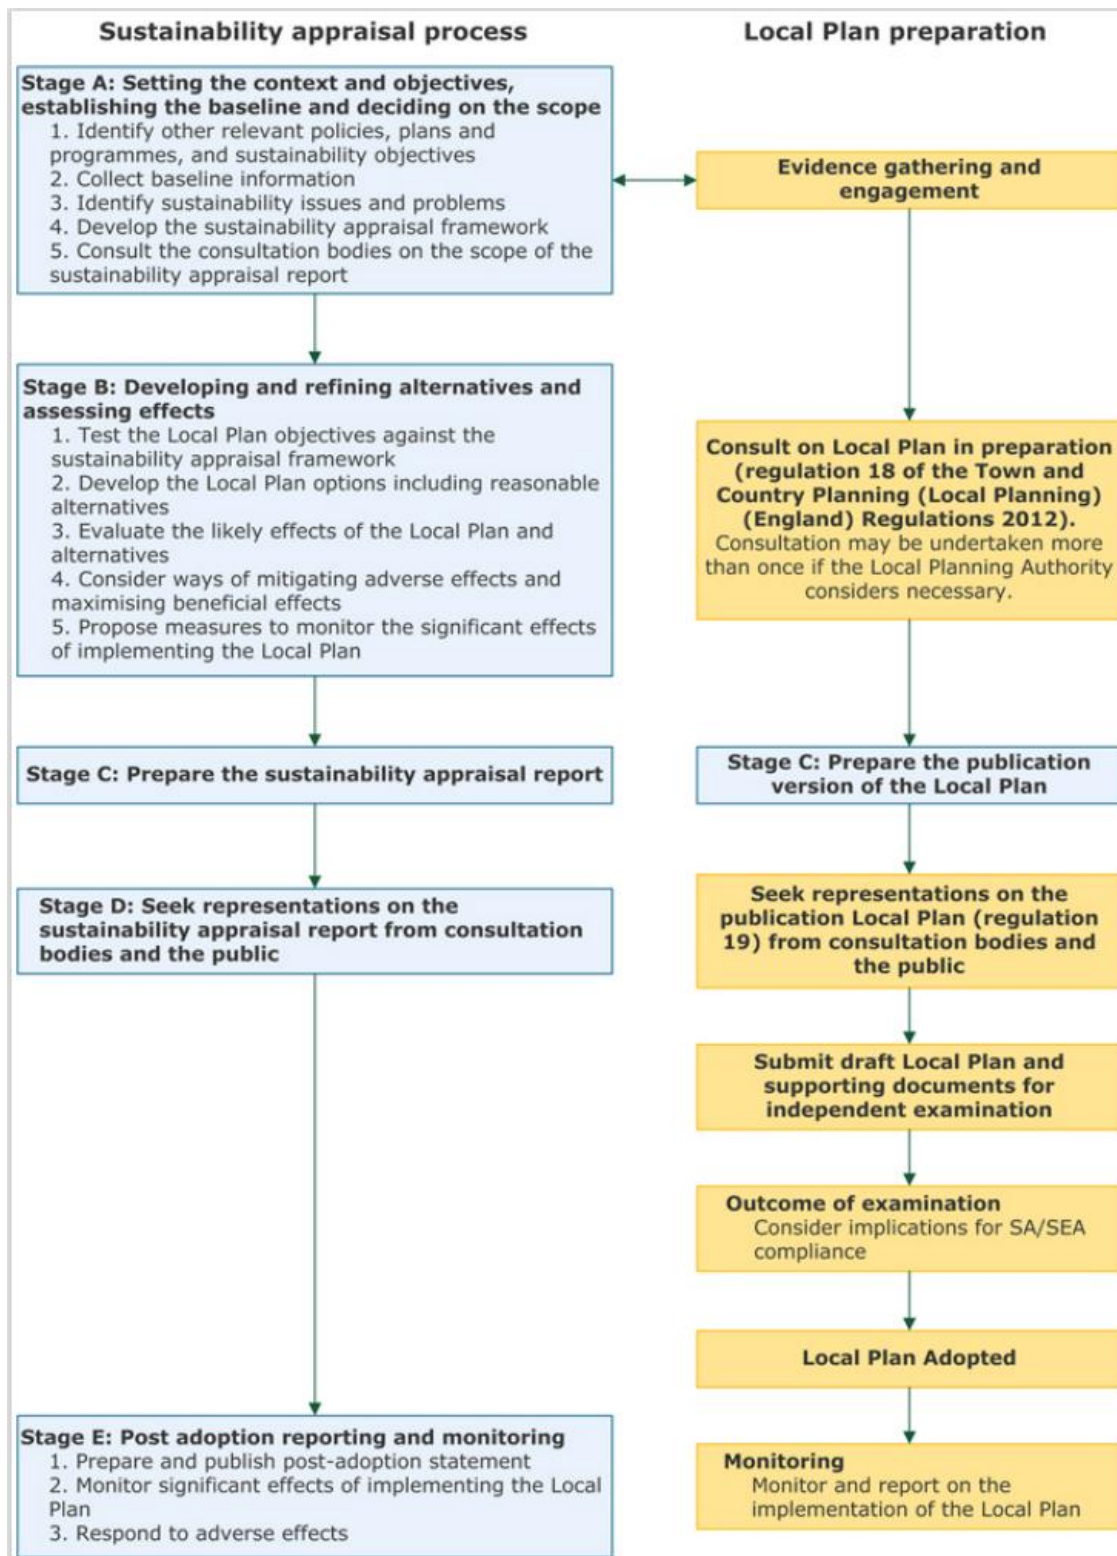 Sustainability appraisal process
Local Plan preparation
Stage A: Setting the context and objectives,
establishing the baseline and deciding on the scope
1. Identify other relevant policies, plans and
programmes, and sustainability objectives
2. Collect baseline information
3. Identify sustainability issues and problems
4. Develop the sustainability appraisal framework
5. Consult the consultation bodies on the scope of the
sustainability appraisal report
Evidence gathering and
engagement
Stage B: Developing and refining alternatives and
assessing effects
1. Test the Local Plan objectives against the
sustainability appraisal framework
2. Develop the Local Plan options including reasonable
alternatives
3. Evaluate the likely effects of the Local Plan and
alternatives
4. Consider ways of mitigating adverse effects and
maximising beneficial effects
5. Propose measures to monitor the significant effects
of implementing the Local Plan
Consult on Local Plan in preparation
(regulation 18 of the Town and
Country Planning (Local Planning)
(England) Regulations 2012).
Consultation may be undertaken more
than once if the Local Planning Authority
considers necessary.
Stage C: Prepare the sustainability appraisal report
Stage C: Prepare the publication
version of the Local Plan
Stage D: Seek representations on the
sustainability appraisal report from consultation
bodies and the public
Seek representations on the
publication Local Plan (regulation
19) from consultation bodies and
the public
Submit draft Local Plan and
supporting documents for
independent examination
Outcome of examination
Consider implications for SA/SEA
compliance
Local Plan Adopted
Stage E: Post adoption reporting and monitoring
1. Prepare and publish post-adoption statement
2. Monitor significant effects of implementing the Local
Plan
3. Respond to adverse effects
Monitoring
Monitor and report on the
implementation of the Local Plan